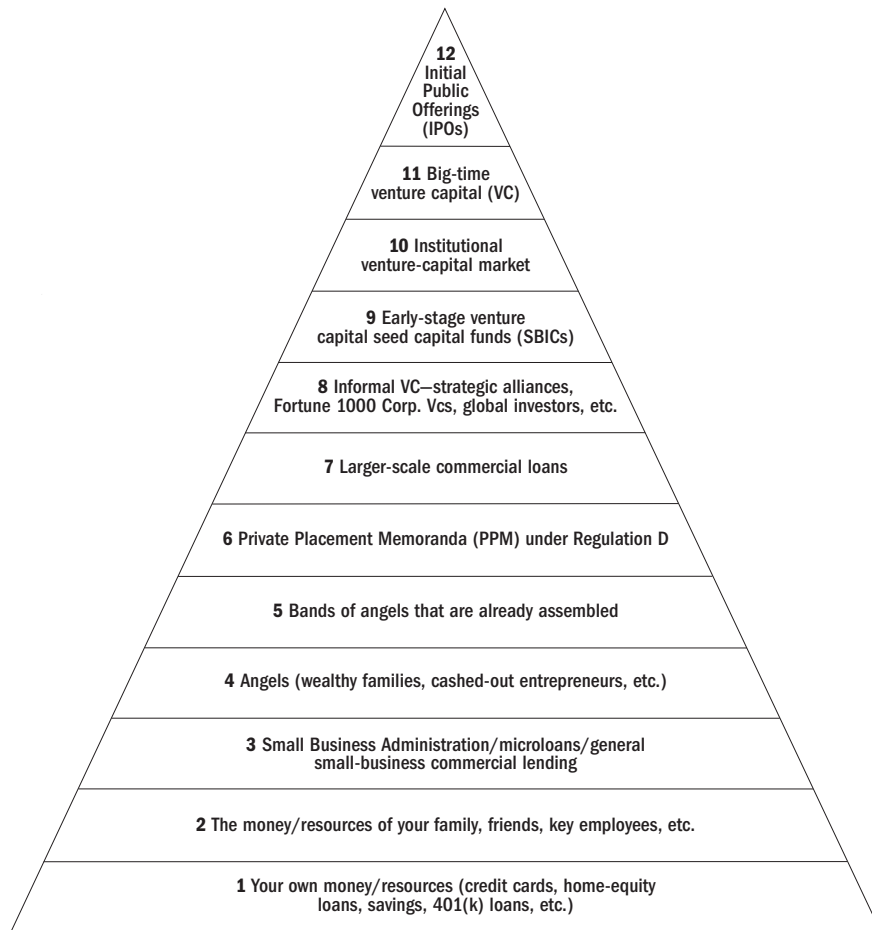 12
Initial
Public
Offerings
(IPOs)
11 Big-time
venture capital (VC)
10 Institutional
venture-capital market
9 Early-stage venture
capital seed capital funds (SBICs)
8 Informal VC—strategic alliances,
Fortune 1000 Corp. Vcs, global investors, etc.
7 Larger-scale commercial loans
6 Private Placement Memoranda (PPM) under Regulation D
5 Bands of angels that are already assembled
4 Angels (wealthy families, cashed-out entrepreneurs, etc.)
3 Small Business Administration/microloans/general
small-business commercial lending
2 The money/resources of your family, friends, key employees, etc.
1 Your own money/resources (credit cards, home-equity
loans, savings, 401(k) loans, etc.)